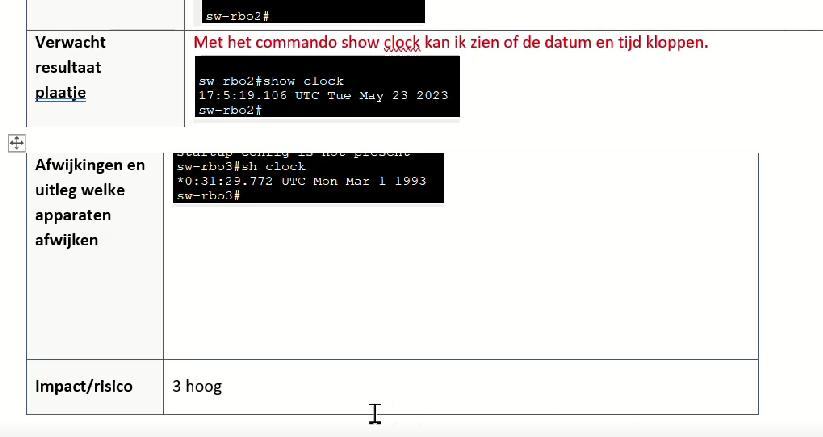 sw-rbo2#
Verwacht
resultaat
plaatje
Met het commando show clock kan ik zien of de datum en tijd kloppen.
sw-rbo2#show clock
17:5:19.106 UTC Tue May 23 2023
sw-rbo2#
Afwijkingen en
uitleg welke
apparaten
afwijken
startup-config is not present
sw-rbo3#sh clock
*0:31:29.772 UTC Mon Mar 1 1993
sw-rbo3#
Impact/risico
3 hoog